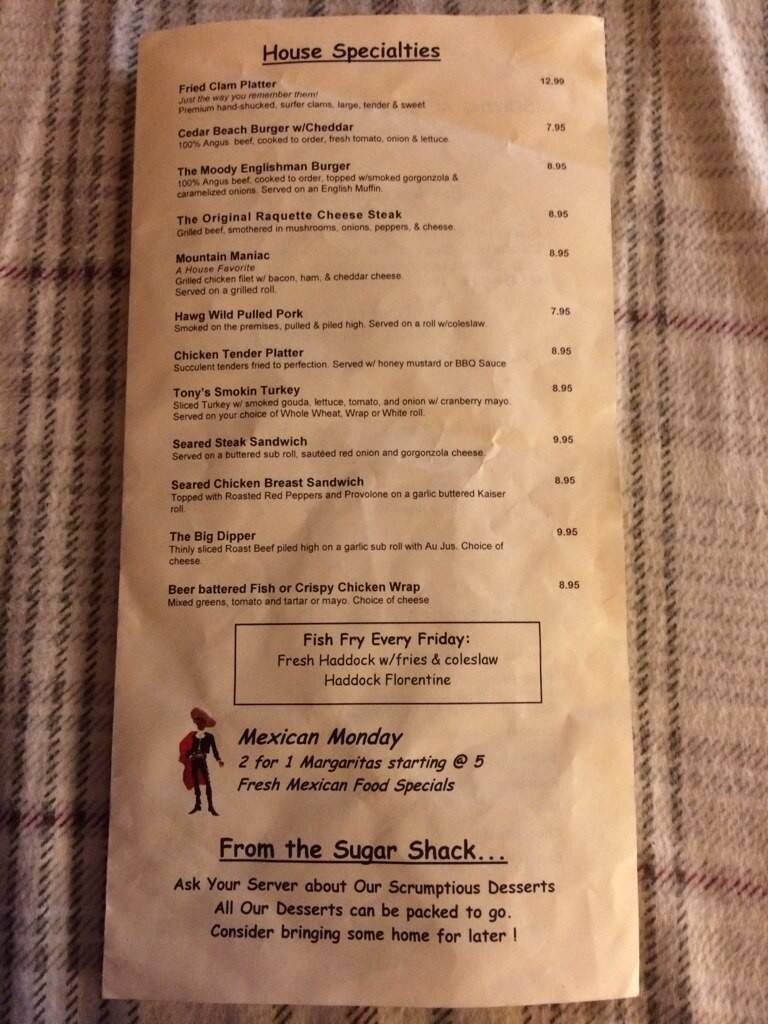 House Specialties
Fried Clam Platter 12.99
Just the way you remember them!
Premium hand-shucked, surfer clams, large, tender & sweet
Cedar Beach Burger w/Cheddar 7.95
100% Angus beef, cooked to order, fresh tomato, onion & lettuce.
The Moody Englishman Burger 8.95
100% Angus beef, cooked to order, topped w/smoked gorgonzola &
caramelized onions. Served on an English Muffin.
The Original Raquette Cheese Steak 8.95
Grilled beef, smothered in mushrooms, onions, peppers, & cheese.
Mountain Maniac 8.95
A House Favorite
Grilled chicken filet w/ bacon, ham, & cheddar cheese.
Served on a grilled roll.
Hawg Wild Pulled Pork 7.95
Smoked on the premises, pulled & piled high. Served on a roll w/coleslaw.
Chicken Tender Platter 8.95
Succulent tenders fried to perfection. Served w/ honey mustard or BBQ Sauce
Tony's Smokin Turkey 8.95
Sliced Turkey w/ smoked gouda, lettuce, tomato, and onion w/ cranberry mayo.
Served on your choice of Whole Wheat, Wrap or White roll.
Seared Steak Sandwich 9.95
Served on a buttered sub roll, sautéed red onion and gorgonzola cheese.
Seared Chicken Breast Sandwich 8.95
Topped with Roasted Red Peppers and Provolone on a garlic buttered Kaiser
roll.
The Big Dipper 9.95
Thinly sliced Roast Beef piled high on a garlic sub roll with Au Jus. Choice of
cheese.
Beer battered Fish or Crispy Chicken Wrap 8.95
Mixed greens, tomato and tartar or mayo. Choice of cheese
Fish Fry Every Friday:
Fresh Haddock w/fries & coleslaw
Haddock Florentine
Mexican Monday
2 for 1 Margaritas starting @ 5
Fresh Mexican Food Specials
From the Sugar Shack...
Ask Your Server about Our Scrumptious Desserts
All Our Desserts can be packed to go.
Consider bringing some home for later !